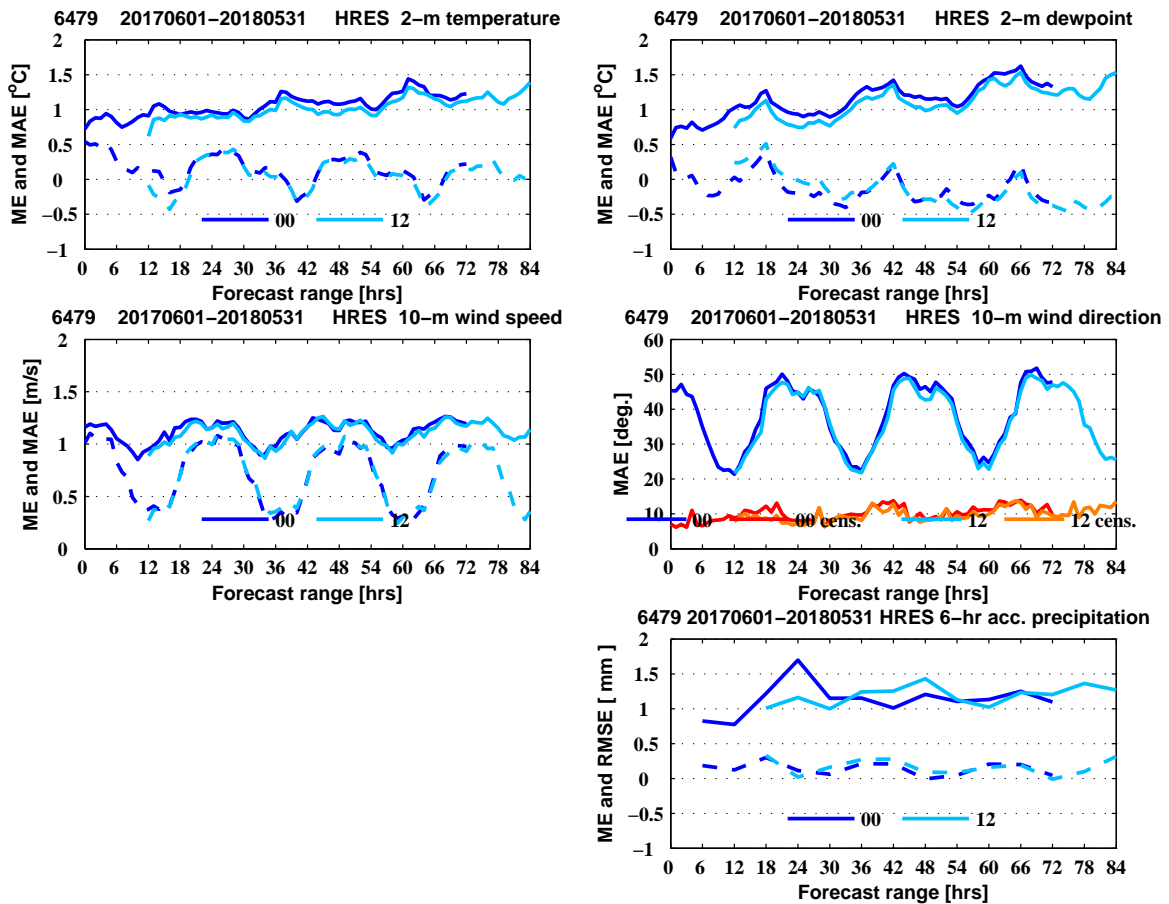 6479 20170601−20180531 HRES 2−m temperature
ME and MAE [°C]
2
1.5
1
0.5
0
−0.5
−1
00 12
0 6 12 18 24 30 36 42 48 54 60 66 72 78 84
Forecast range [hrs]
6479 20170601−20180531 HRES 2−m dewpoint
ME and MAE [°C]
2
1.5
1
0.5
0
−0.5
−1
00 12
0 6 12 18 24 30 36 42 48 54 60 66 72 78 84
Forecast range [hrs]
6479 20170601−20180531 HRES 10−m wind speed
ME and MAE [m/s]
2
1.5
1
0.5
0
00 12
0 6 12 18 24 30 36 42 48 54 60 66 72 78 84
Forecast range [hrs]
6479 20170601−20180531 HRES 10−m wind direction
MAE [deg.]
60
50
40
30
20
10
0
00 00 cens. 12 12 cens.
0 6 12 18 24 30 36 42 48 54 60 66 72 78 84
Forecast range [hrs]
6479 20170601−20180531 HRES 6−hr acc. precipitation
ME and RMSE [ mm ]
2
1.5
1
0.5
0
−0.5
−1
00 12
0 6 12 18 24 30 36 42 48 54 60 66 72 78 84
Forecast range [hrs]